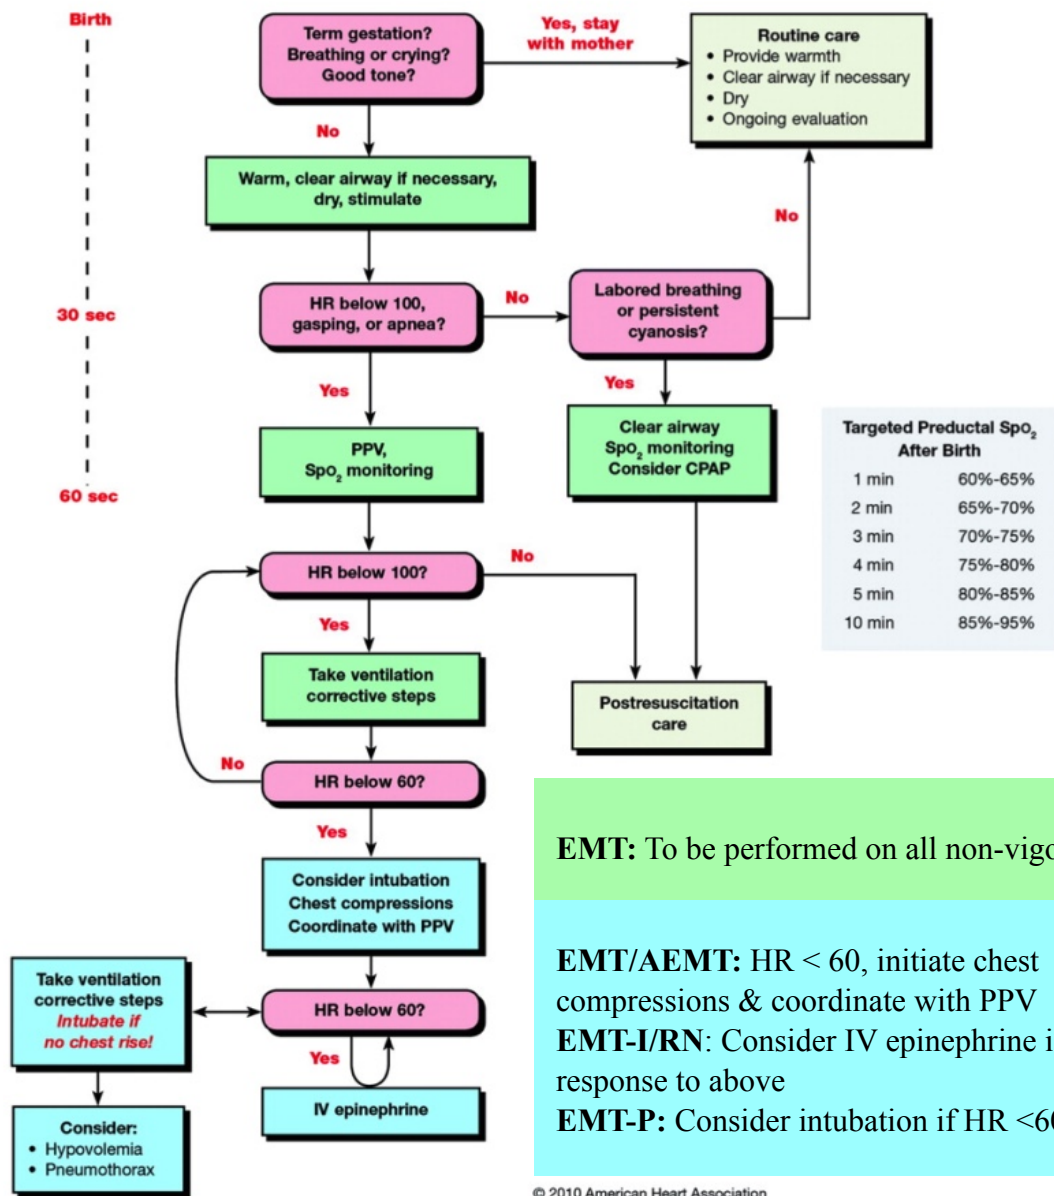 Birth
Term gestation?
Breathing or crying?
Good tone?
Yes, stay
with mother
Routine care
• Provide warmth
• Clear airway if necessary
• Dry
• Ongoing evaluation
No
Warm, clear airway if necessary,
dry, stimulate
No
30 sec
HR below 100,
gasping, or apnea?
No
Labored breathing
or persistent
cyanosis?
Yes
Yes
PPV,
SpO₂ monitoring
Clear airway
SpO₂ monitoring
Consider CPAP
60 sec
Targeted Preductal SpO₂
After Birth
1 min 60%-65%
2 min 65%-70%
3 min 70%-75%
4 min 75%-80%
5 min 80%-85%
10 min 85%-95%
HR below 100?
No
Yes
Take ventilation
corrective steps
Postresuscitation
care
HR below 60?
No
Yes
Consider intubation
Chest compressions
Coordinate with PPV
Take ventilation
corrective steps
Intubate if
no chest rise!
HR below 60?
Yes
IV epinephrine
Consider:
• Hypovolemia
• Pneumothorax
EMT: To be performed on all
EMT/AEMT: HR < 60, initiate chest
compressions & coordinate with PPV
EMT-I/RN: Consider IV epinephrine
response to above
EMT-P: Consider intubation if HR <60
© 2010 American Heart Association